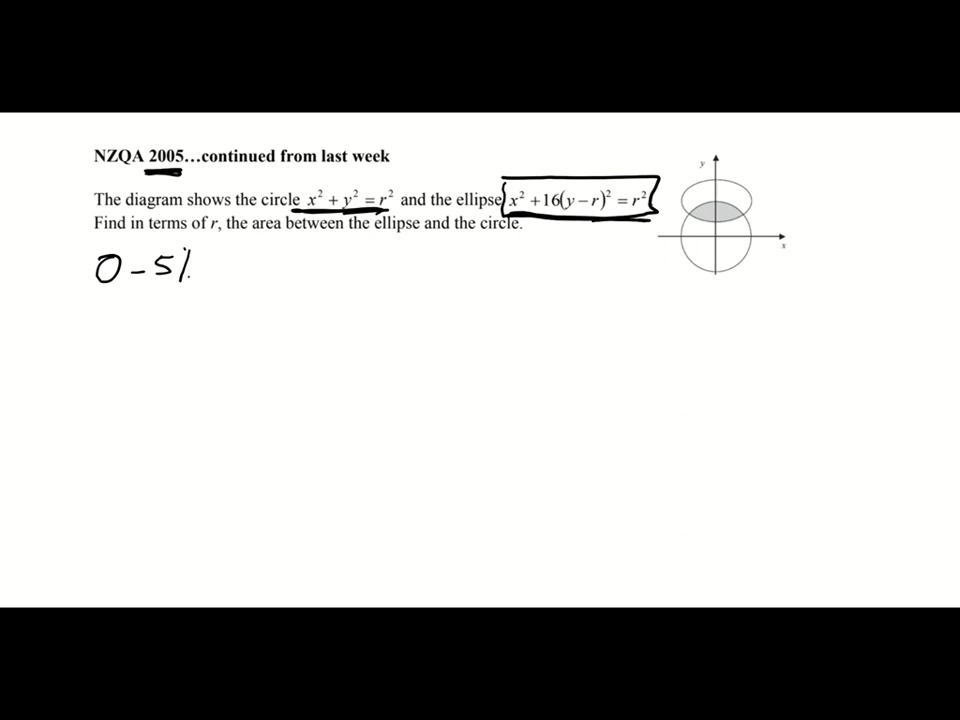 NZQA 2005...continued from last week
The diagram shows the circle x² + y² = r² and the ellipse x² +16(y − r)² = r²
Find in terms of r, the area between the ellipse and the circle.
0 - 5%
y
x